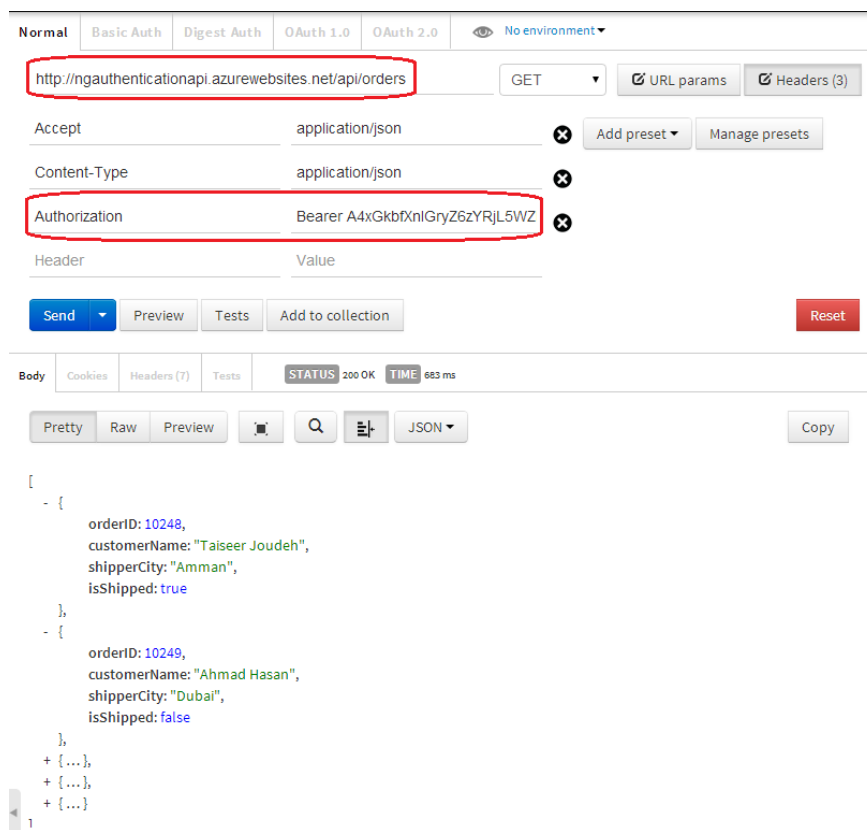 Normal Basic Auth Digest Auth OAuth 1.0 OAuth 2.0 No environment
http://ngauthenticationapi.azurewebsites.net/api/orders GET URL params Headers (3)
Accept application/json Add preset Manage presets
Content-Type application/json
Authorization Bearer A4xGkbfXnlGryZ6zYRjL5WZ
Header Value
Send Preview Tests Add to collection Reset
Body Cookies Headers (7) Tests STATUS 200 OK TIME 683 ms
Pretty Raw Preview JSON Copy
[
- {
orderID: 10248,
customerName: "Taiseer Joudeh",
shipperCity: "Amman",
isShipped: true
},
- {
orderID: 10249,
customerName: "Ahmad Hasan",
shipperCity: "Dubai",
isShipped: false
},
+ {...},
+ {...},
+ {...}
]